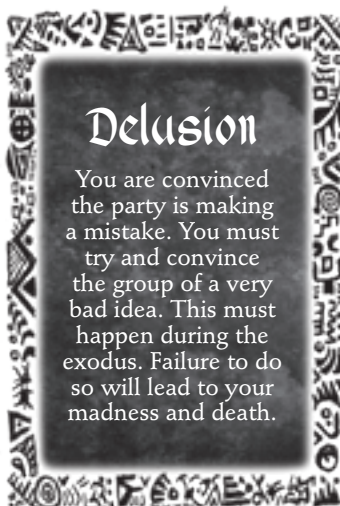 Delusion
You are convinced
the party is making
a mistake. You must
try and convince
the group of a very
bad idea. This must
happen during the
exodus. Failure to do
so will lead to your
madness and death.